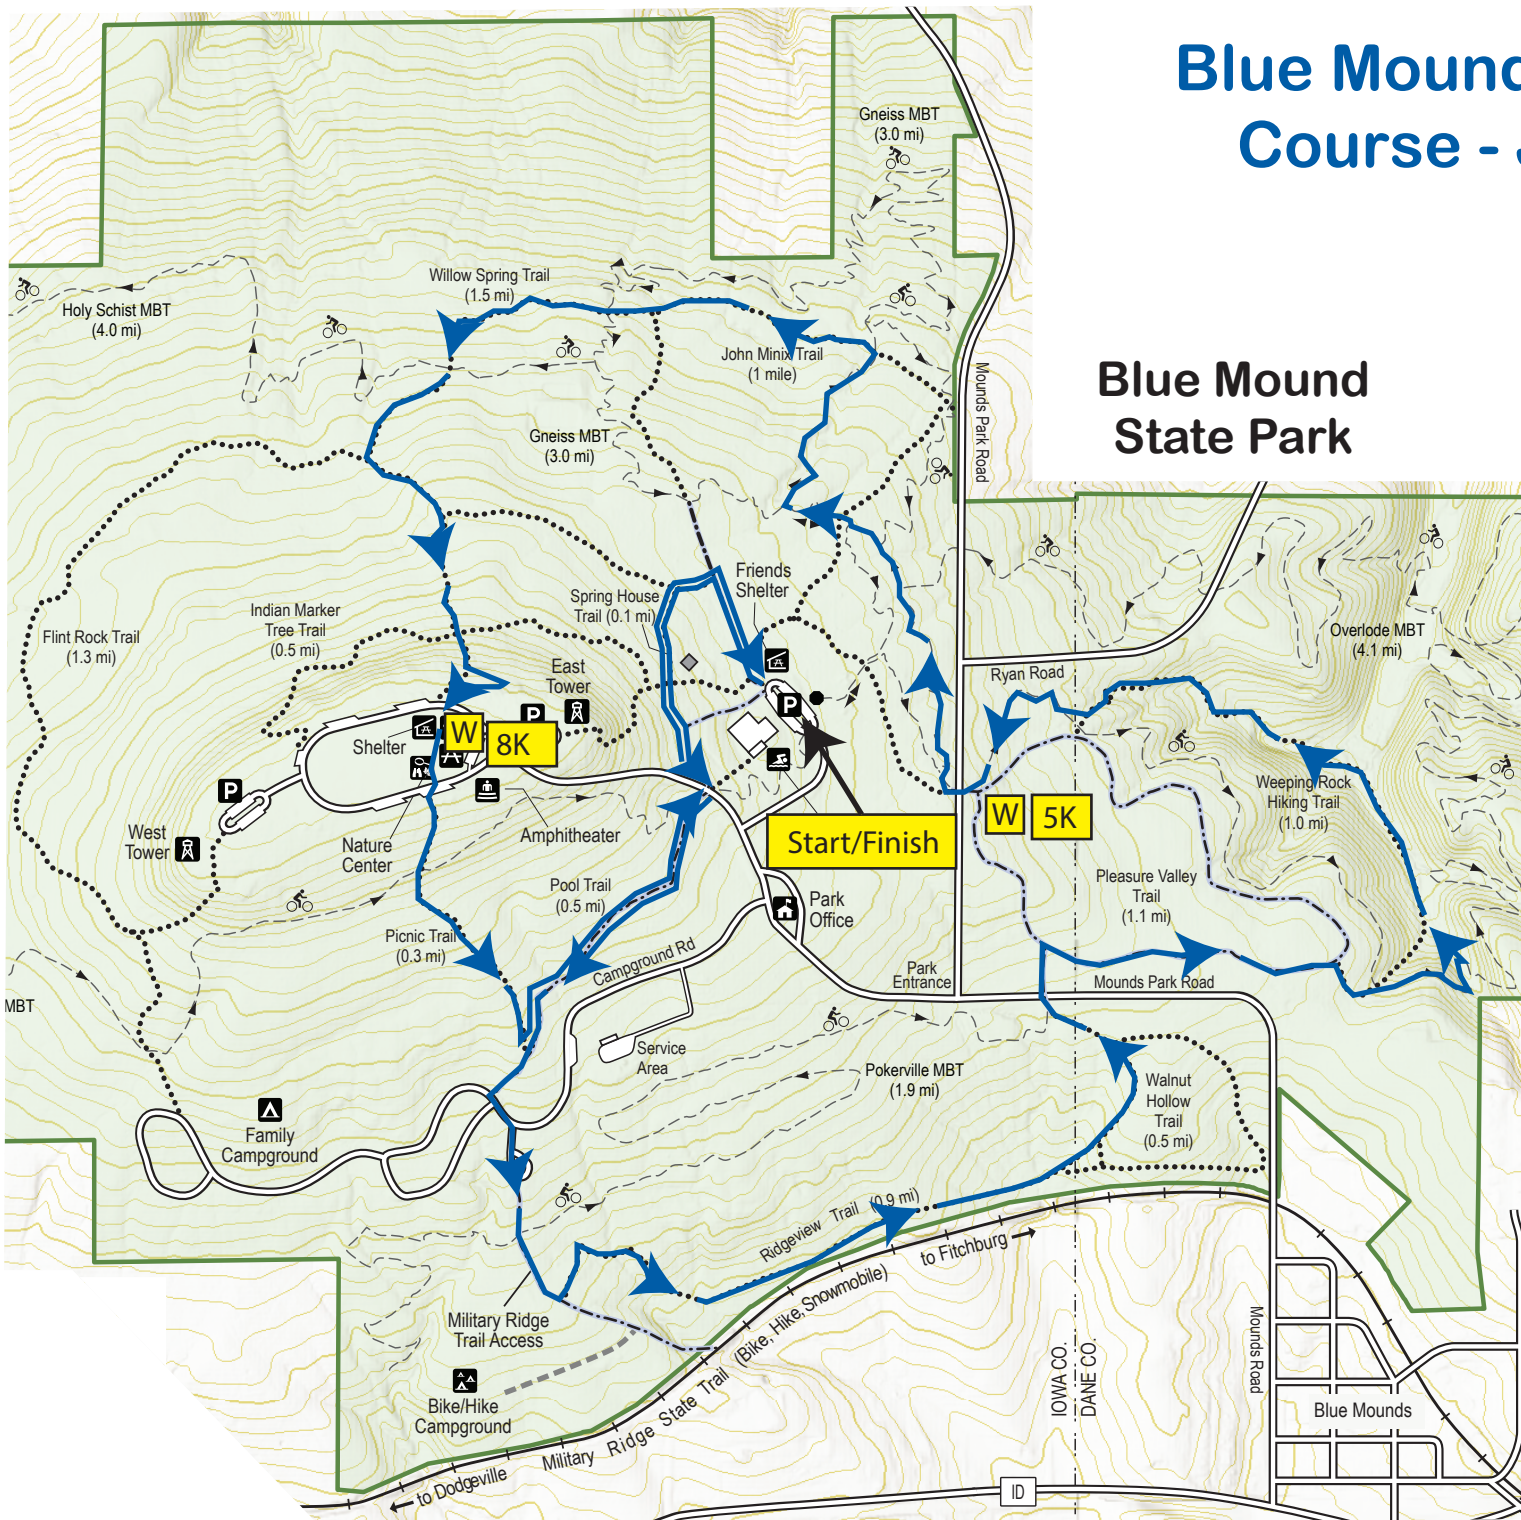 Blue Mound
Course -
Blue Mound
State Park
Gneiss MBT
(3.0 mi)
Willow Spring Trail
(1.5 mi)
Holy Schist MBT
(4.0 mi)
John Minix Trail
(1 mile)
Mounds Park Road
Gneiss MBT
(3.0 mi)
Friends
Shelter
Spring House
Trail (0.1 mi)
Indian Marker
Tree Trail
(0.5 mi)
Flint Rock Trail
(1.3 mi)
East
Tower
Overlode MBT
(4.1 mi)
Ryan Road
P
P
Shelter
W
8K
P
West
Tower
Nature
Center
Amphitheater
Start/Finish
W
5K
Weeping Rock
Hiking Trail
(1.0 mi)
Pool Trail
(0.5 mi)
Park
Office
Pleasure Valley
Trail
(1.1 mi)
Picnic Trail
(0.3 mi)
Campground Rd
Park
Entrance
Mounds Park Road
MBT
Service
Area
Pokerville MBT
(1.9 mi)
Walnut
Hollow
Trail
(0.5 mi)
Family
Campground
Ridgeview Trail (0.9 mi)
to Fitchburg
Military Ridge
Trail Access
Military Ridge State Trail (Bike, Hike, Snowmobile)
IOWA CO.
DANE CO.
Mounds Road
Bike/Hike
Campground
Blue Mounds
to Dodgeville
ID